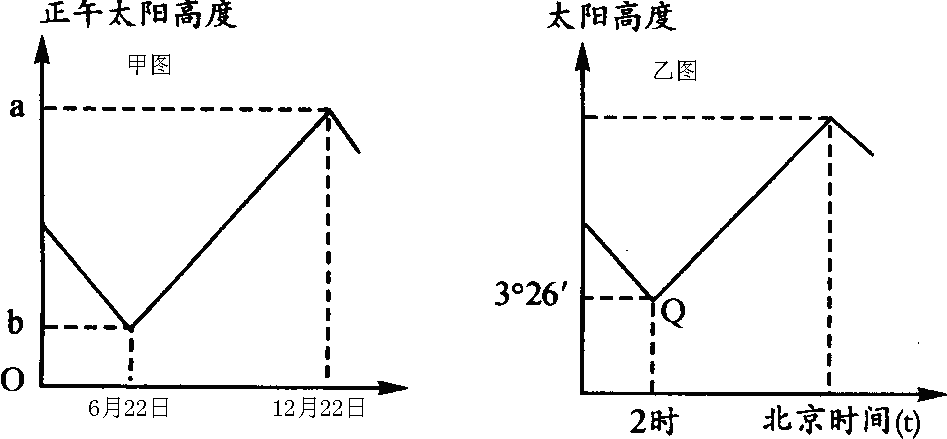 正午太阳高度
甲图
a
b
O
6月22日
12月22日
太阳高度
乙图
3°26′
Q
2时
北京时间(t)